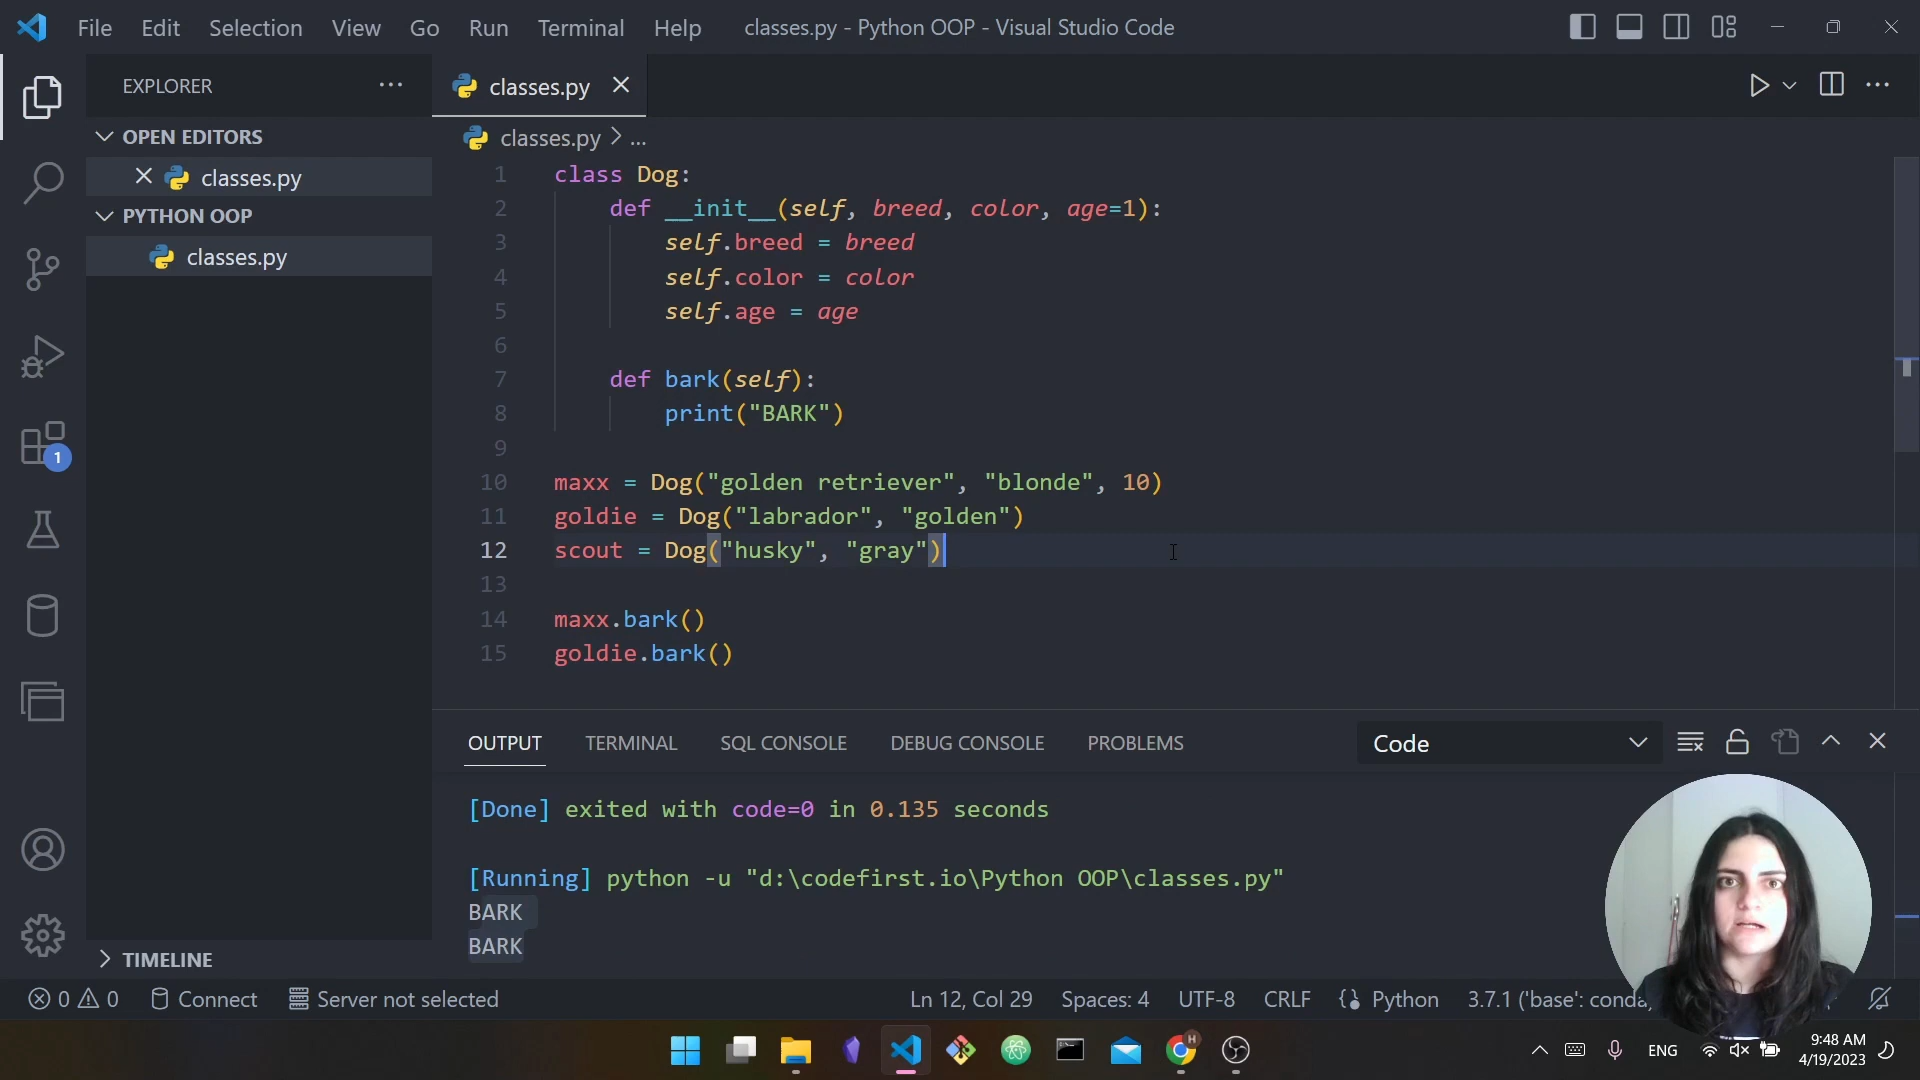 File Edit Selection View Go Run Terminal Help classes.py - Python OOP - Visual Studio Code
EXPLORER
OPEN EDITORS
classes.py
PYTHON OOP
classes.py
TIMELINE
1
classes.py
classes.py > ...
1 class Dog:
2     def __init__(self, breed, color, age=1):
3         self.breed = breed
4         self.color = color
5         self.age = age
6
7     def bark(self):
8         print("BARK")
9
10 maxx = Dog("golden retriever", "blonde", 10)
11 goldie = Dog("labrador", "golden")
12 scout = Dog("husky", "gray")
13
14 maxx.bark()
15 goldie.bark()
OUTPUT TERMINAL SQL CONSOLE DEBUG CONSOLE PROBLEMS Code
[Done] exited with code=0 in 0.135 seconds
[Running] python -u "d:\codefirst.io\Python OOP\classes.py"
BARK
BARK
0 0 Connect Server not selected Ln 12, Col 29 Spaces: 4 UTF-8 CRLF Python 3.7.1 ('base': conda
ENG 9:48 AM
4/19/2023